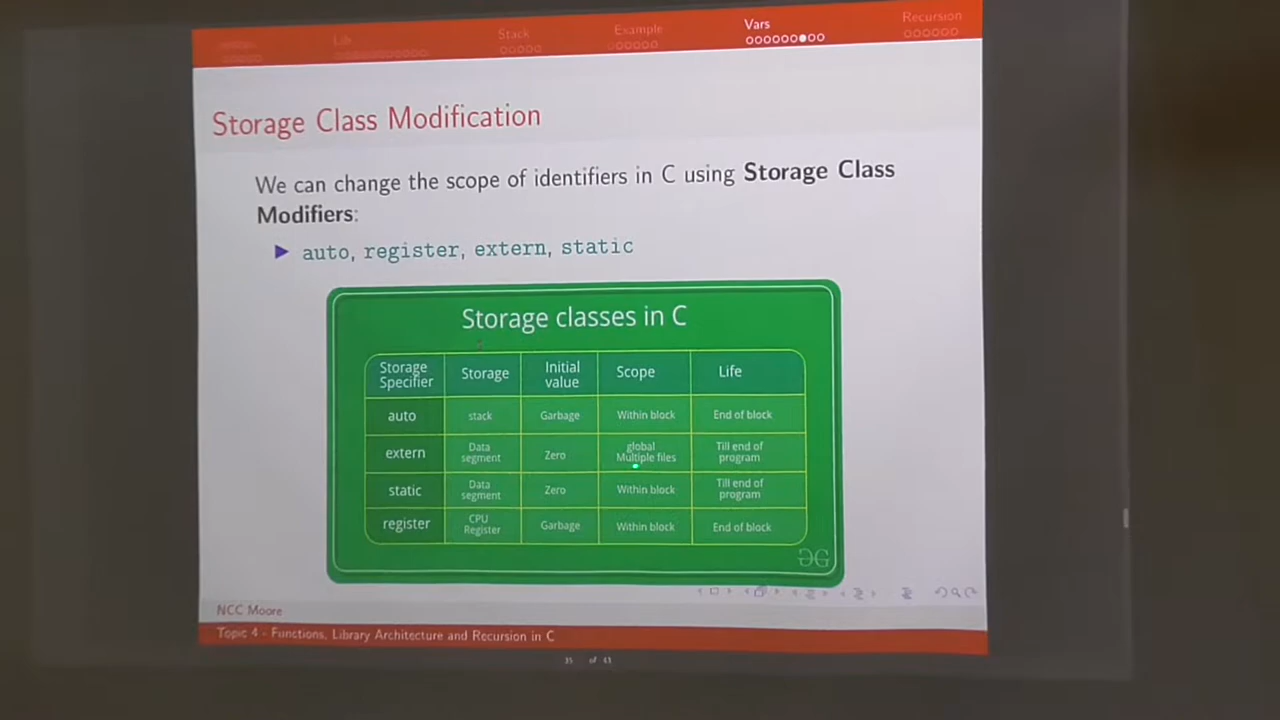 Lib
Stack
Example
Vars
Recursion
Storage Class Modification
We can change the scope of identifiers in C using Storage Class
Modifiers:
auto, register, extern, static
Storage classes in C
Storage Specifier Storage Initial value Scope Life
auto stack Garbage Within block End of block
extern Data segment Zero global Multiple files Till end of program
static Data segment Zero Within block Till end of program
register CPU Register Garbage Within block End of block
NCC Moore
Topic 4 - Functions, Library Architecture and Recursion in C
35 of 43